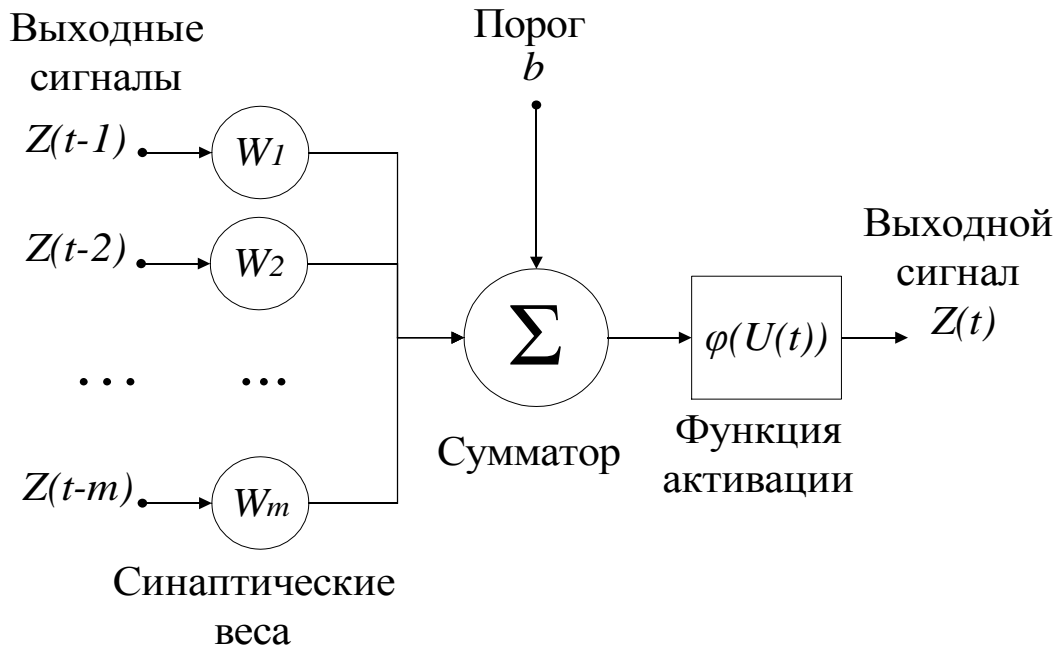 Выходные
сигналы
Порог
b
Z(t-1)
W1
Z(t-2)
W2
Выходной
сигнал
Z(t)
Σ
φ(U(t))
... ...
Сумматор
Функция
активации
Z(t-m)
Wm
Синаптические
веса